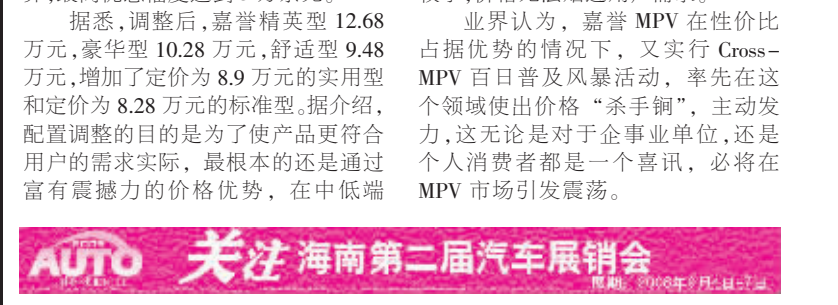 据悉,调整后,嘉誉精英型 12.68
万元,豪华型 10.28 万元,舒适型 9.48
万元,增加了定价为 8.9 万元的实用型
和定价为 8.28 万元的标准型。据介绍,
配置调整的目的是为了使产品更符合
用户的需求实际，最根本的还是通过
富有震撼力的价格优势，在中低端
业界认为，嘉誉 MPV 在性价比
占据优势的情况下，又实行 Cross-
MPV 百日普及风暴活动，率先在这
个领域使出价格“杀手锏”，主动发
力,这无论是对于企事业单位,还是
个人消费者都是一个喜讯，必将在
MPV 市场引发震荡。
AUTO 关注 海南第二届汽车展销会